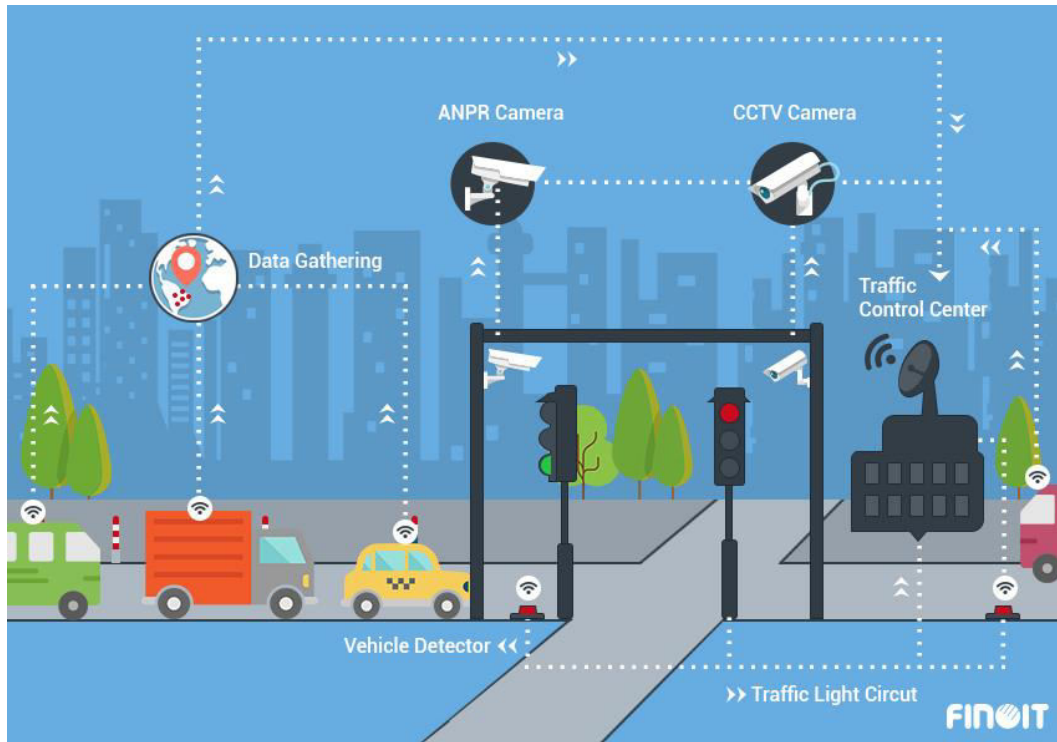 ANPR Camera
CCTV Camera
Data Gathering
Traffic
Control Center
Vehicle Detector
Traffic Light Circut
FINOIT